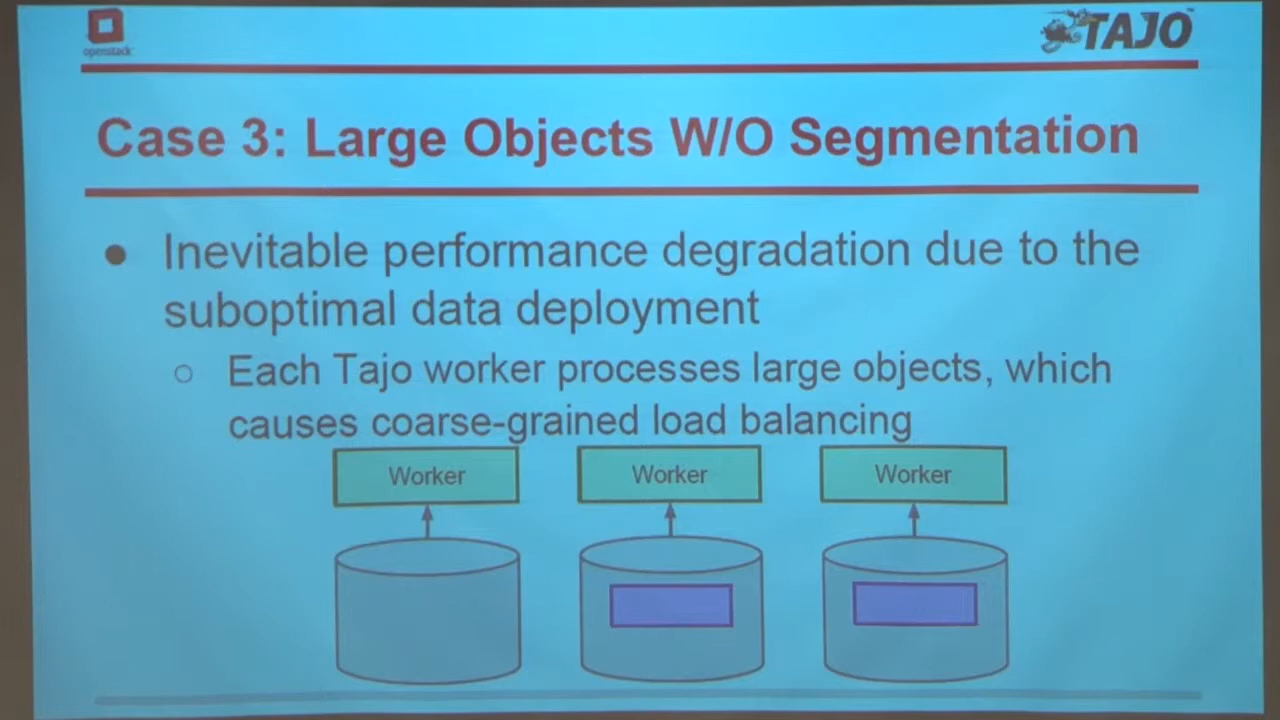 openstack
TAJO
Case 3: Large Objects W/O Segmentation
● Inevitable performance degradation due to the
suboptimal data deployment
○ Each Tajo worker processes large objects, which
causes coarse-grained load balancing
Worker Worker Worker